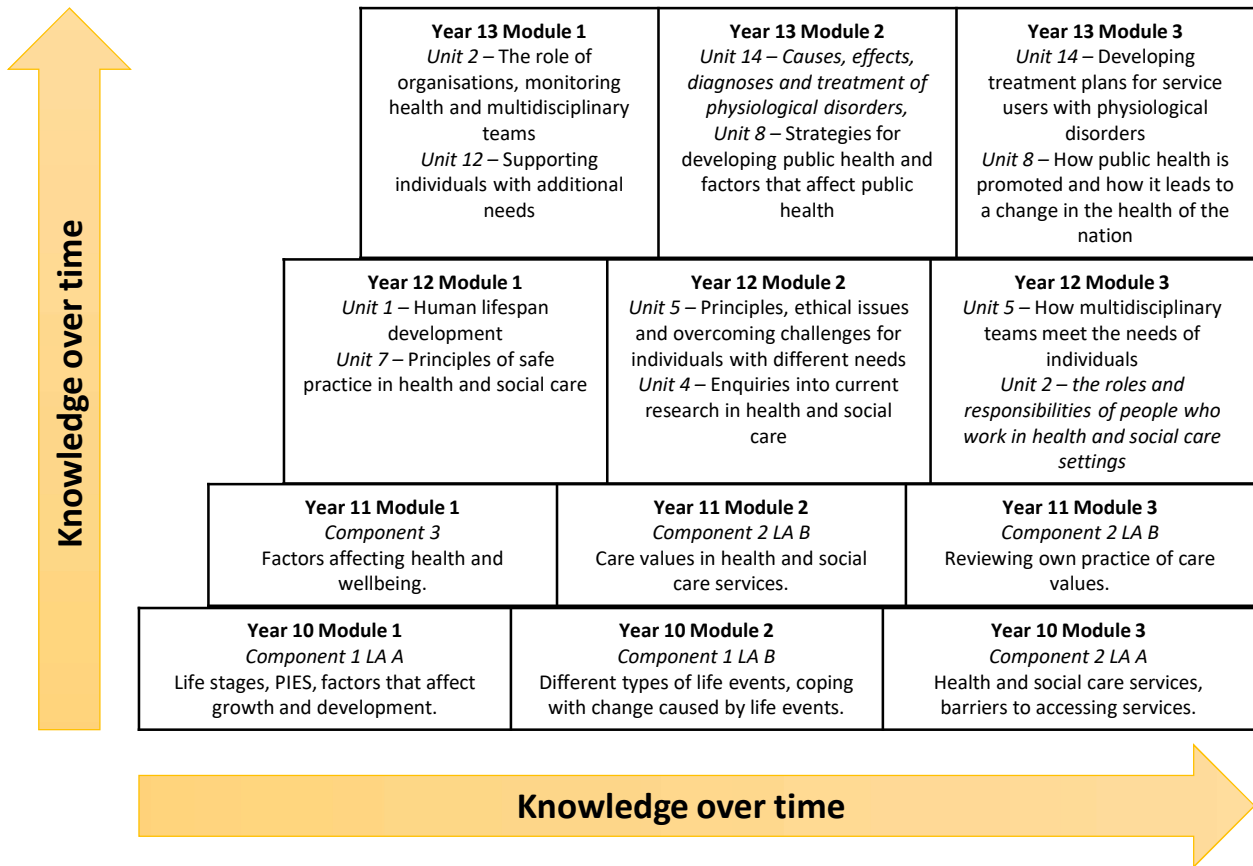 Knowledge over time
Year 13 Module 1
Unit 2 – The role of
organisations, monitoring
health and multidisciplinary
teams
Unit 12 – Supporting
individuals with additional
needs
Year 13 Module 2
Unit 14 – Causes, effects,
diagnoses and treatment of
physiological disorders,
Unit 8 – Strategies for
developing public health and
factors that affect public
health
Year 13 Module 3
Unit 14 – Developing
treatment plans for service
users with physiological
disorders
Unit 8 – How public health is
promoted and how it leads to
a change in the health of the
nation
Year 12 Module 1
Unit 1 – Human lifespan
development
Unit 7 – Principles of safe
practice in health and social care
Year 12 Module 2
Unit 5 – Principles, ethical issues
and overcoming challenges for
individuals with different needs
Unit 4 – Enquiries into current
research in health and social
care
Year 12 Module 3
Unit 5 – How multidisciplinary
teams meet the needs of
individuals
Unit 2 – the roles and
responsibilities of people who
work in health and social care
settings
Year 11 Module 1
Component 3
Factors affecting health and
wellbeing.
Year 11 Module 2
Component 2 LA B
Care values in health and social
care services.
Year 11 Module 3
Component 2 LA B
Reviewing own practice of care
values.
Year 10 Module 1
Component 1 LA A
Life stages, PIES, factors that affect
growth and development.
Year 10 Module 2
Component 1 LA B
Different types of life events, coping
with change caused by life events.
Year 10 Module 3
Component 2 LA A
Health and social care services,
barriers to accessing services.
Knowledge over time